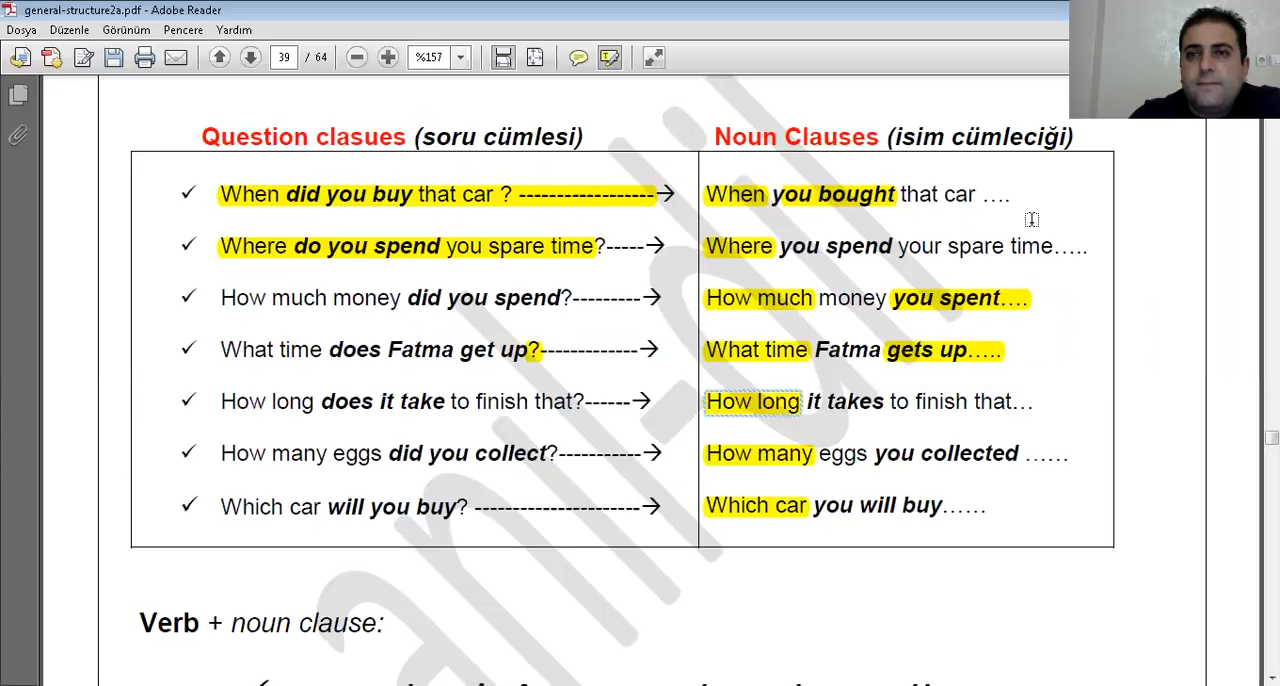 general-structure2a.pdf - Adobe Reader
Dosya Düzenle Görünüm Pencere Yardım
39 / 64 %157
Question clasues (soru cümlesi) Noun Clauses (isim cümleciği)
✓ When did you buy that car ? ------------------→ When you bought that car ….
✓ Where do you spend you spare time?-----→ Where you spend your spare time…..
✓ How much money did you spend?---------→ How much money you spent….
✓ What time does Fatma get up?-------------→ What time Fatma gets up…..
✓ How long does it take to finish that?------→ How long it takes to finish that…
✓ How many eggs did you collect?-----------→ How many eggs you collected ……
✓ Which car will you buy? ----------------------→ Which car you will buy……
Verb + noun clause:
anıl-dil